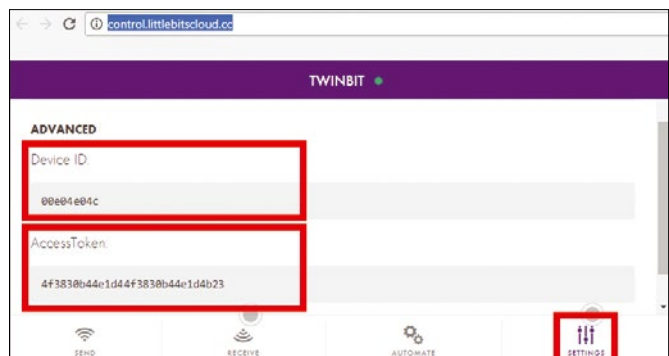 control.littlebitscloud.cc
TWINBIT
ADVANCED
Device ID
00e04e04c
AccessToken
4f3830b44e1d44f3830b44e1d4b23
SEND RECEIVE AUTOMATE SETTINGS